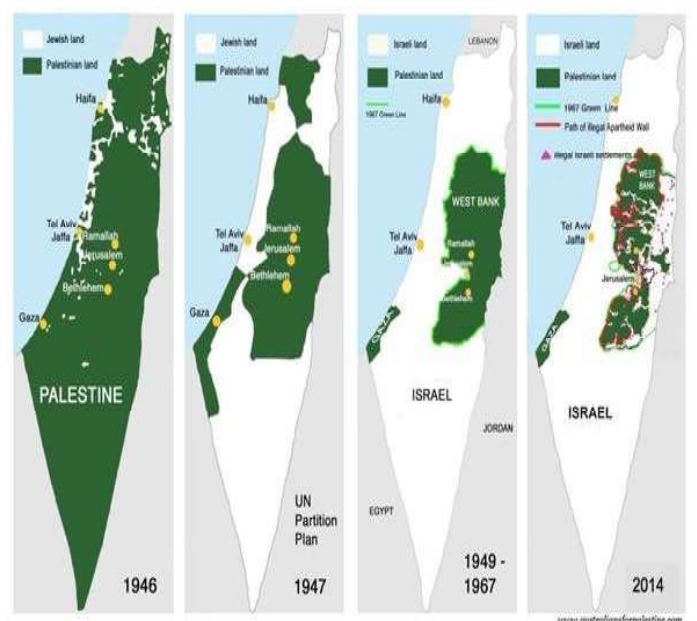 Jewish land
Palestinian land
Haifa
Tel Aviv
Jaffa
Ramallah
Jerusalem
Bethlehem
Gaza
PALESTINE
1946
Jewish land
Palestinian land
Haifa
Tel Aviv
Jaffa
Ramallah
Jerusalem
Bethlehem
Gaza
UN
Partition
Plan
1947
Israeli land
Palestinian land
1967 Green Line
LEBANON
Haifa
WEST BANK
Tel Aviv
Jaffa
Ramallah
Bethlehem
GAZA
ISRAEL
JORDAN
EGYPT
1949 -
1967
Israeli land
Palestinian land
1967 Green Line
Path of illegal Apartheid Wall
illegal Israeli settlements
WEST
BANK
Tel Aviv
Jaffa
Jerusalem
GAZA
ISRAEL
2014
www.australiansforpalestine.com